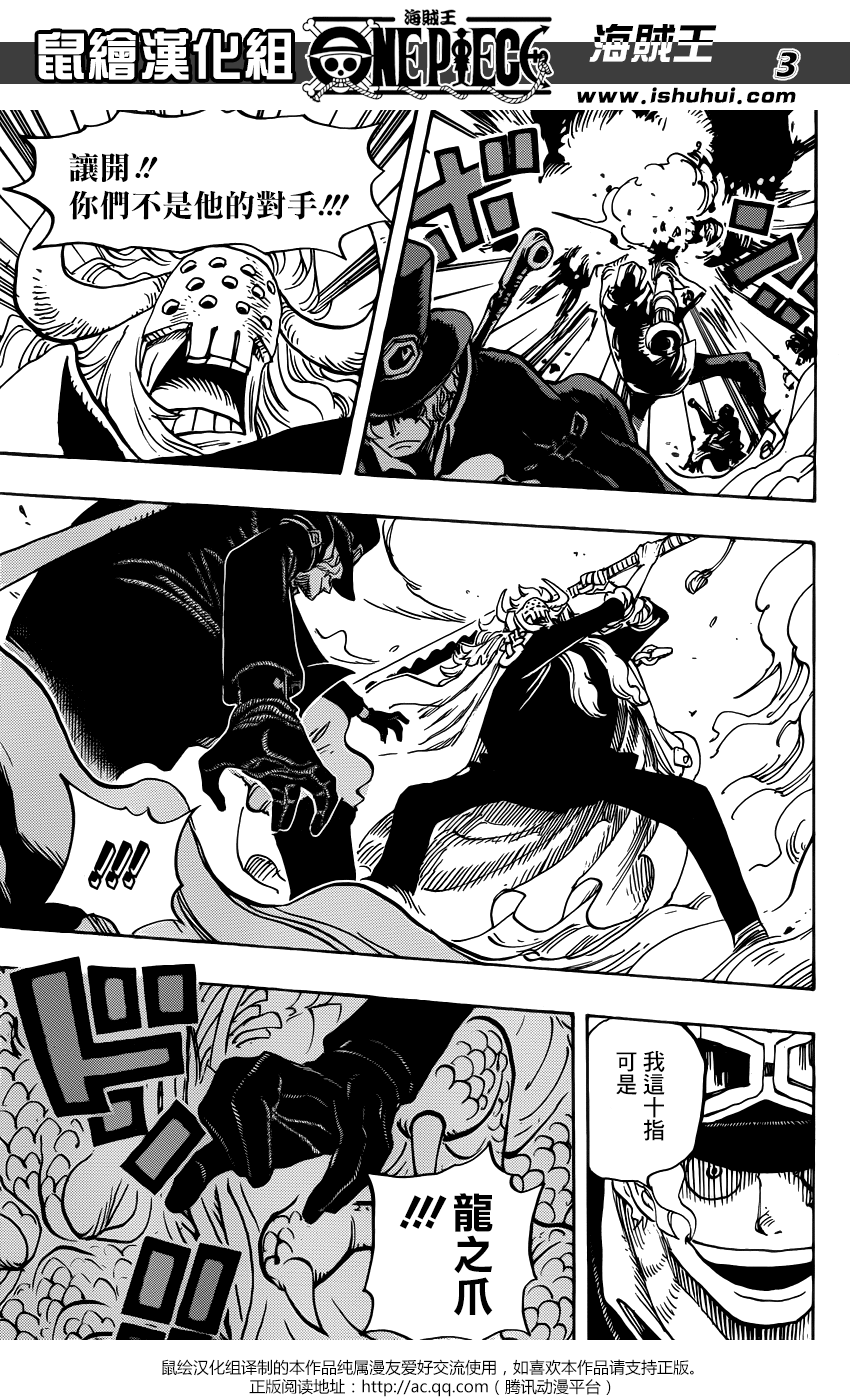 鼠繪漢化組
海賊王
ONE PIECE
海賊王
3
www.ishuhui.com
ボボ
讓開!!
你們不是他的對手!!!
!!!!
我這十指
可是
龍之爪
!!!
鼠绘汉化组译制的本作品纯属漫友爱好交流使用，如喜欢本作品请支持正版。
正版阅读地址：http://ac.qq.com（腾讯动漫平台）